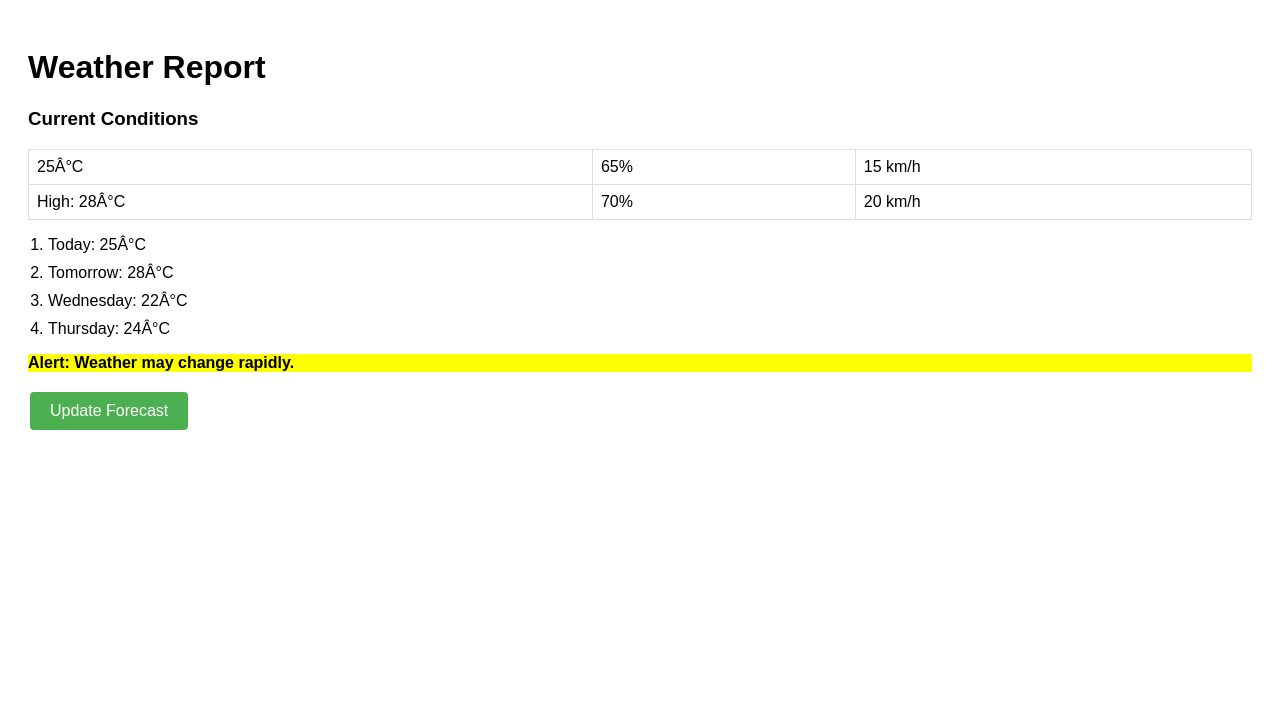 Weather Report
Current Conditions
25Â°C 65% 15 km/h
High: 28Â°C 70% 20 km/h
1. Today: 25Â°C
2. Tomorrow: 28Â°C
3. Wednesday: 22Â°C
4. Thursday: 24Â°C
Alert: Weather may change rapidly.
Update Forecast